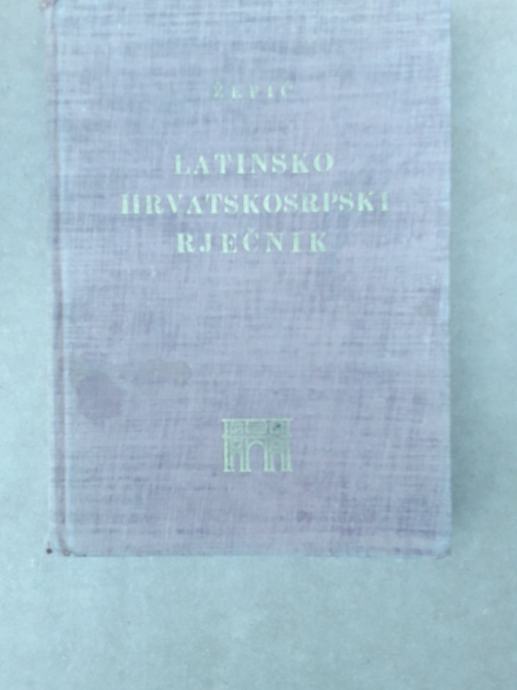 ŽEPIĆ
LATINSKO
HRVATSKOSRPSKI
RJEČNIK